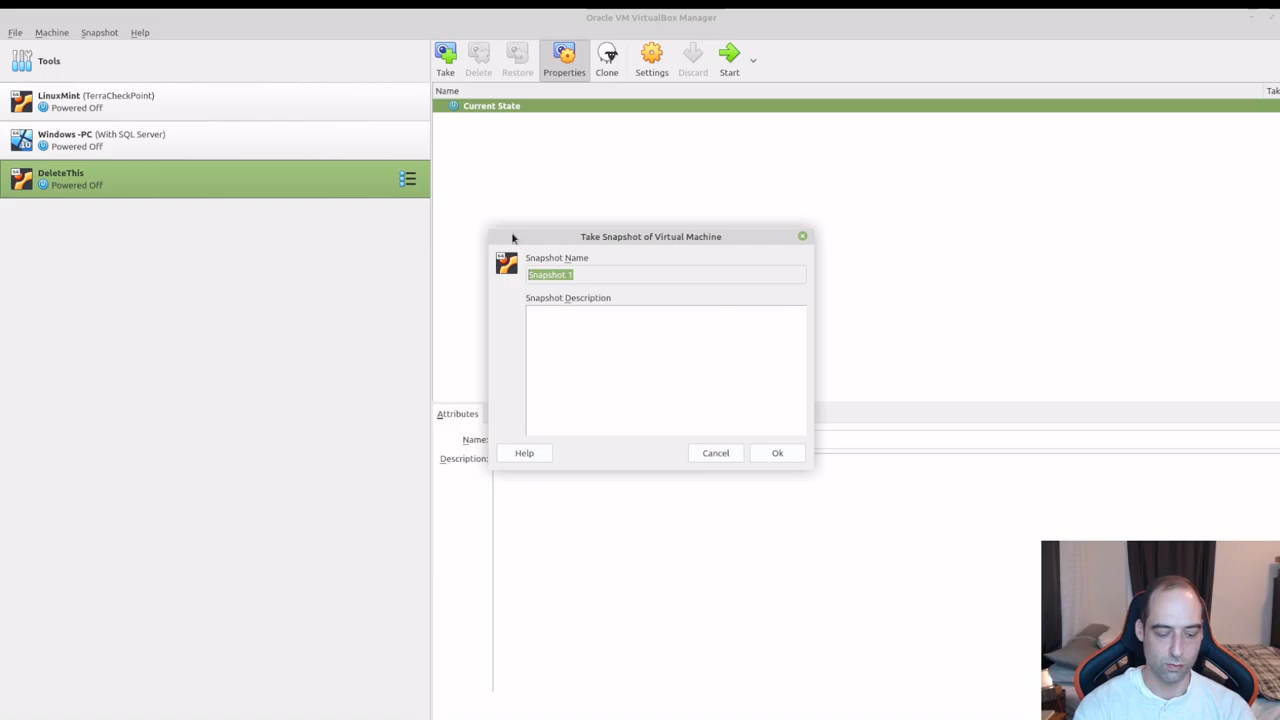 Oracle VM VirtualBox Manager
File Machine Snapshot Help
Tools
LinuxMint (TerraCheckPoint)
Powered Off
Windows -PC (With SQL Server)
Powered Off
DeleteThis
Powered Off
Take Delete Restore Properties Clone Settings Discard Start
Name Tak
Current State
Take Snapshot of Virtual Machine
Snapshot Name
Snapshot 1
Snapshot Description
Help Cancel Ok
Attributes
Name:
Description: